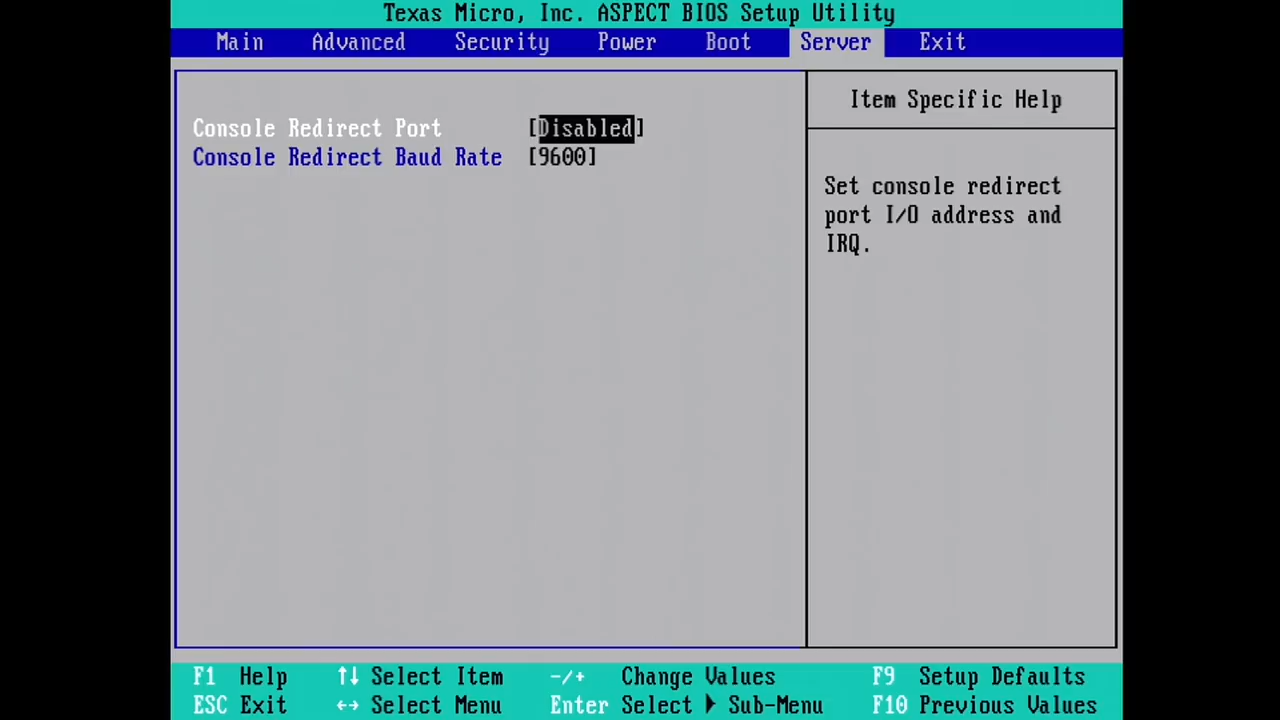 Texas Micro, Inc. ASPECT BIOS Setup Utility
Main Advanced Security Power Boot Server Exit
Item Specific Help
Console Redirect Port [Disabled]
Console Redirect Baud Rate [9600]
Set console redirect
port I/O address and
IRQ.
F1 Help ↑↓ Select Item -/+ Change Values F9 Setup Defaults
ESC Exit ↔ Select Menu Enter Select ▶ Sub-Menu F10 Previous Values